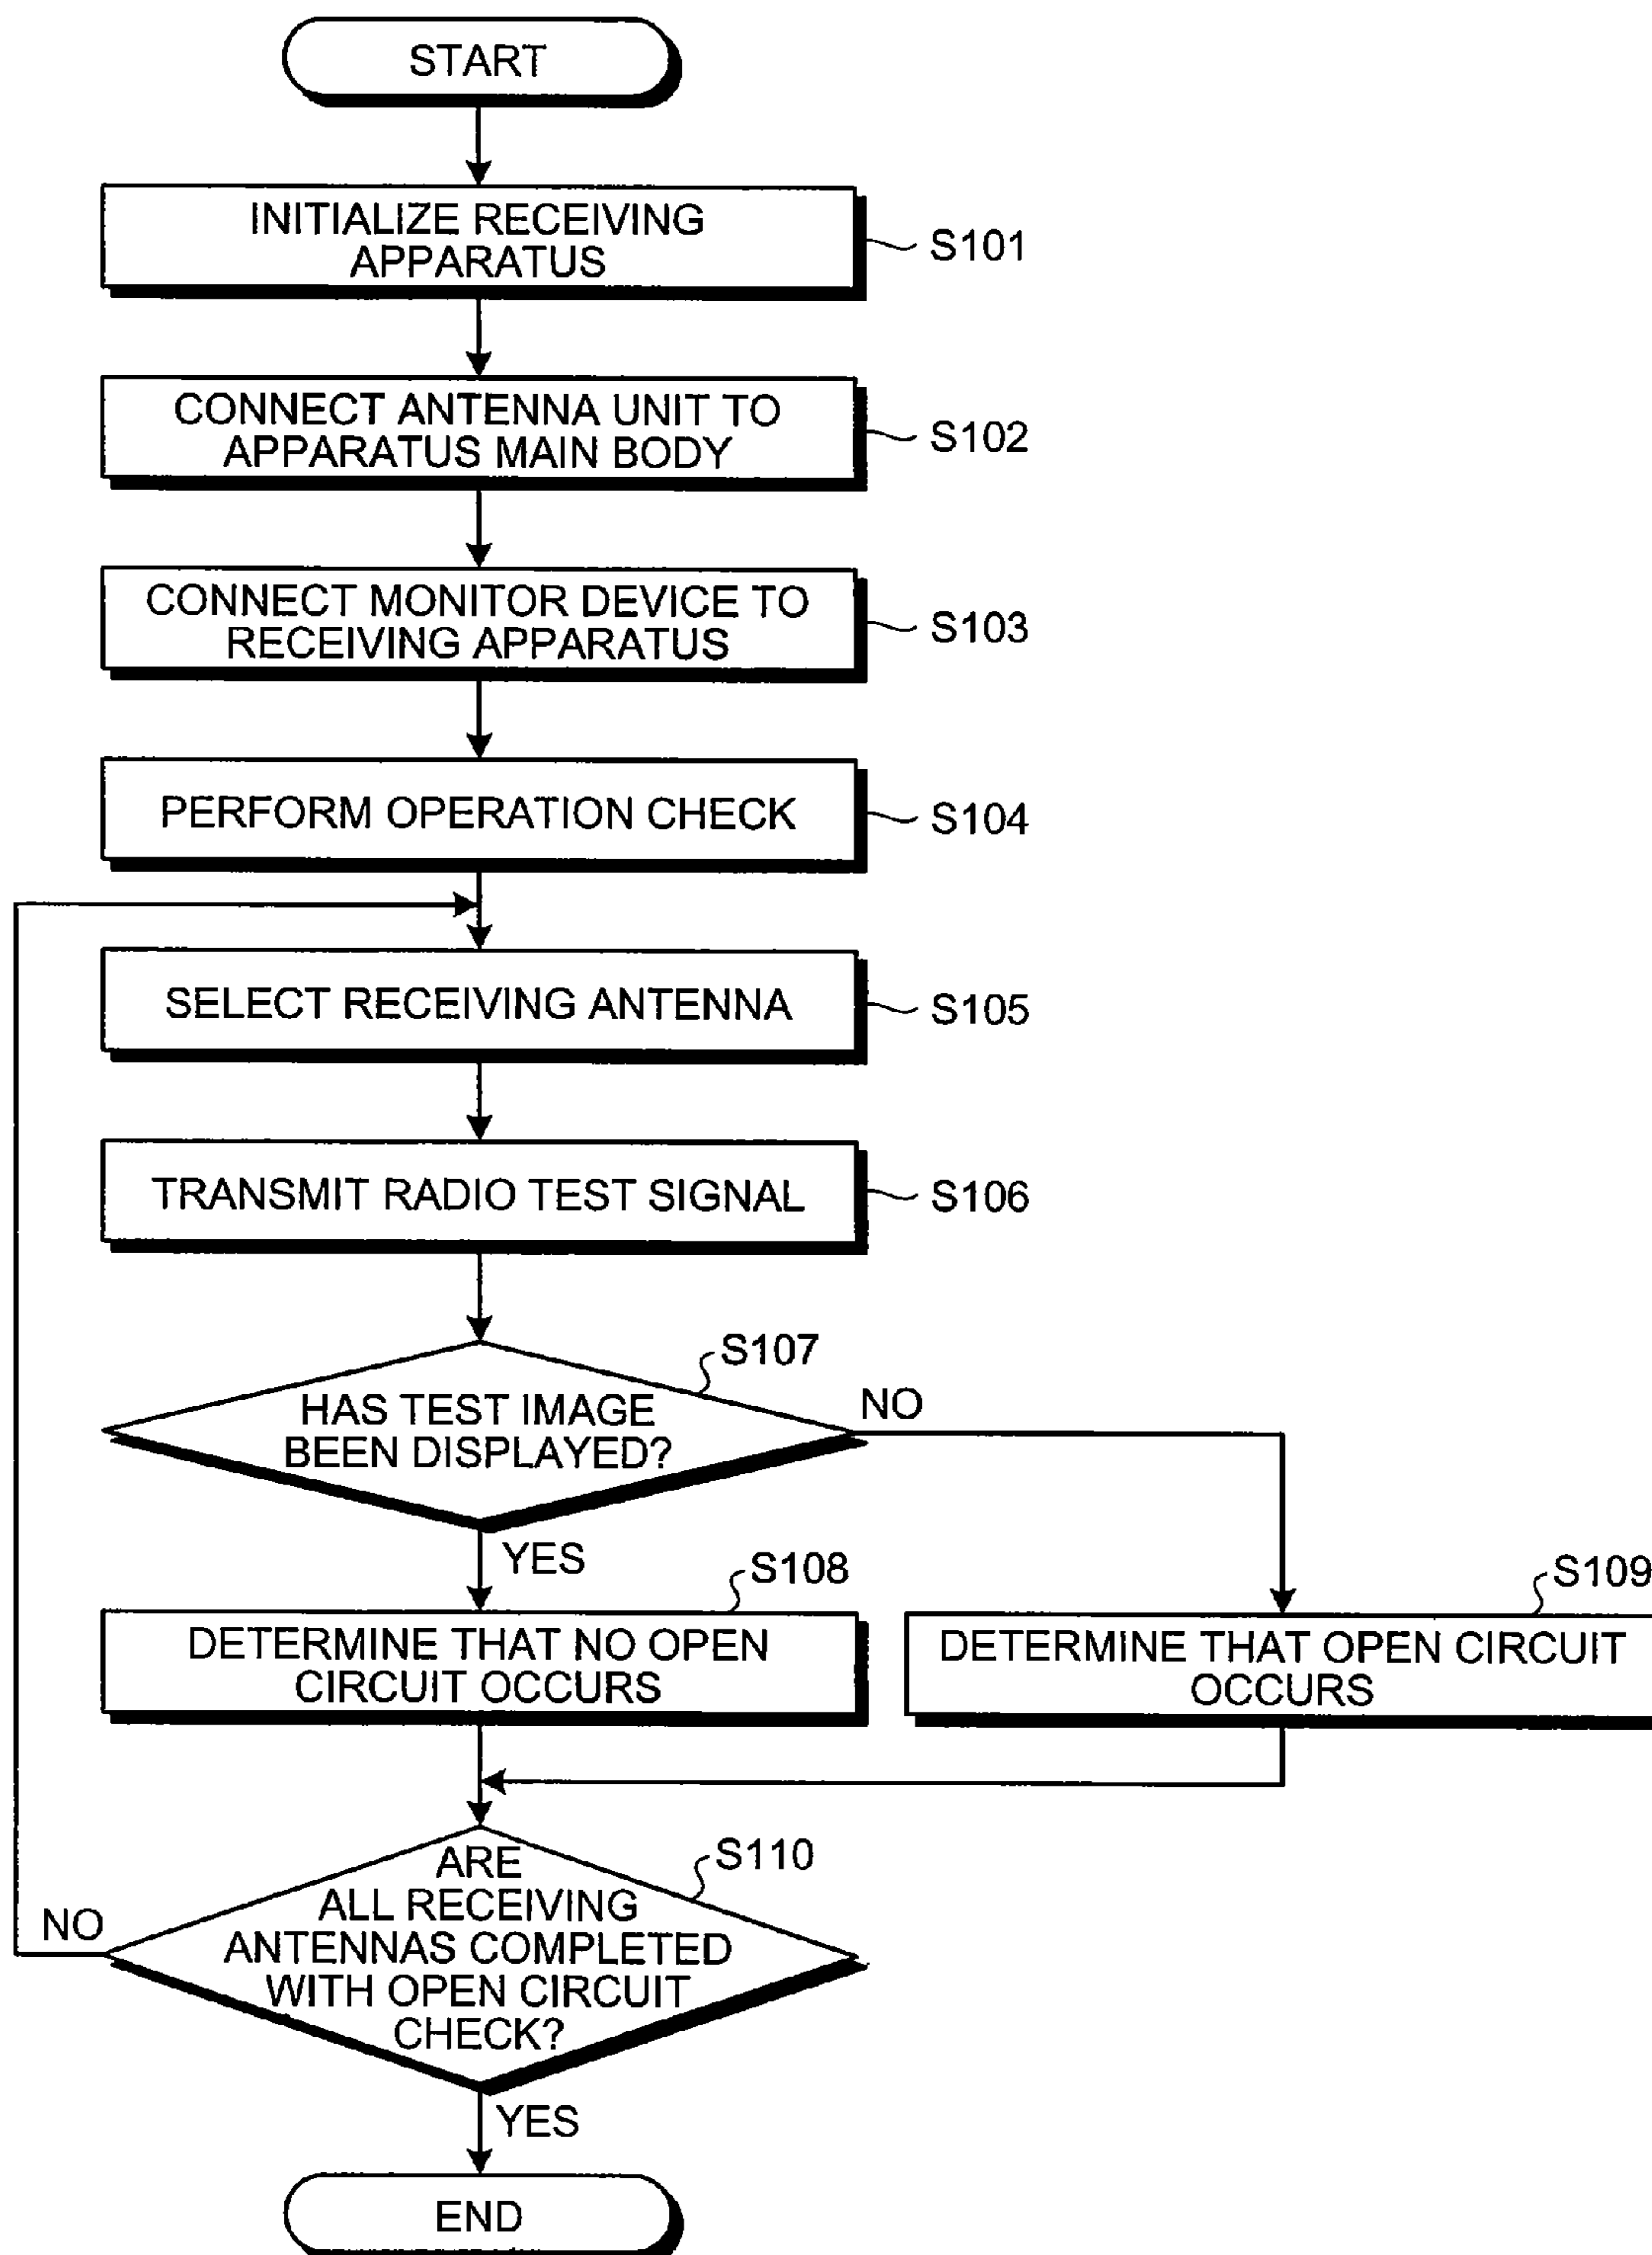 START
INITIALIZE RECEIVING
APPARATUS
S101
CONNECT ANTENNA UNIT TO
APPARATUS MAIN BODY
S102
CONNECT MONITOR DEVICE TO
RECEIVING APPARATUS
S103
PERFORM OPERATION CHECK
S104
SELECT RECEIVING ANTENNA
S105
TRANSMIT RADIO TEST SIGNAL
S106
S107
HAS TEST IMAGE
BEEN DISPLAYED?
NO
YES
S108
DETERMINE THAT NO OPEN
CIRCUIT OCCURS
S109
DETERMINE THAT OPEN CIRCUIT
OCCURS
S110
ARE
ALL RECEIVING
ANTENNAS COMPLETED
WITH OPEN CIRCUIT
CHECK?
NO
YES
END